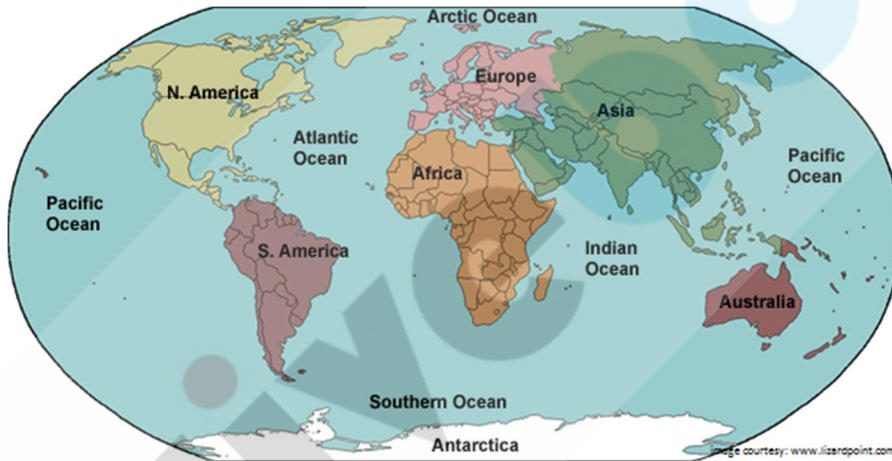 Arctic Ocean
Europe
N. America
Asia
Atlantic
Ocean
Pacific
Ocean
Africa
Pacific
Ocean
S. America
Indian
Ocean
Australia
Southern Ocean
Antarctica
image courtesy: www.lizardpoint.com